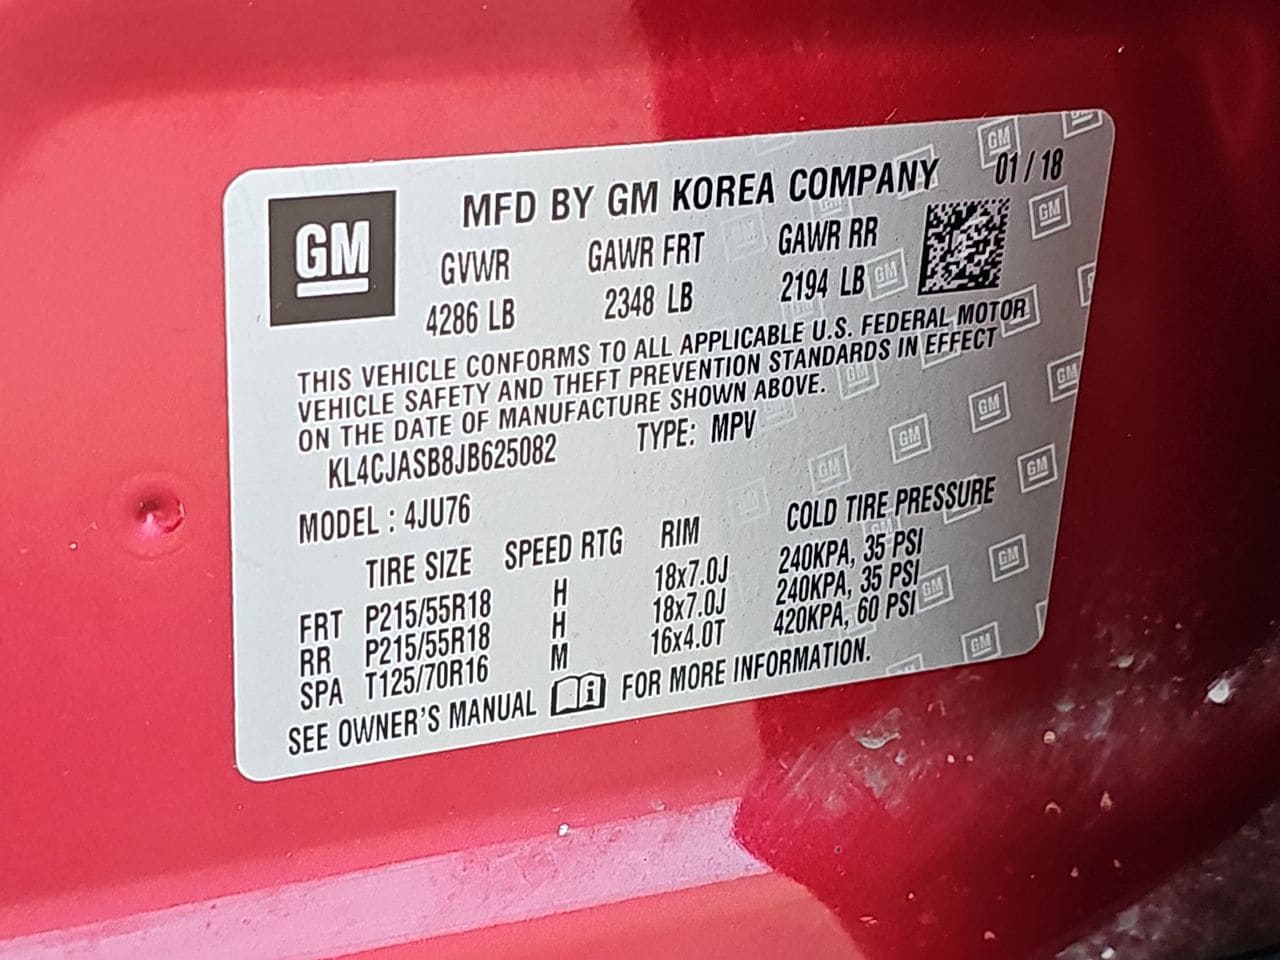 GM
MFD BY GM KOREA COMPANY 01 / 18
GVWR GAWR FRT GAWR RR
4286 LB 2348 LB 2194 LB
THIS VEHICLE CONFORMS TO ALL APPLICABLE U.S. FEDERAL MOTOR
VEHICLE SAFETY AND THEFT PREVENTION STANDARDS IN EFFECT
ON THE DATE OF MANUFACTURE SHOWN ABOVE.
KL4CJASB8JB625082 TYPE: MPV
MODEL : 4JU76
TIRE SIZE SPEED RTG RIM COLD TIRE PRESSURE
FRT P215/55R18 H 18x7.0J 240KPA, 35 PSI
RR P215/55R18 H 18x7.0J 240KPA, 35 PSI
SPA T125/70R16 M 16x4.0T 420KPA, 60 PSI
SEE OWNER'S MANUAL FOR MORE INFORMATION.